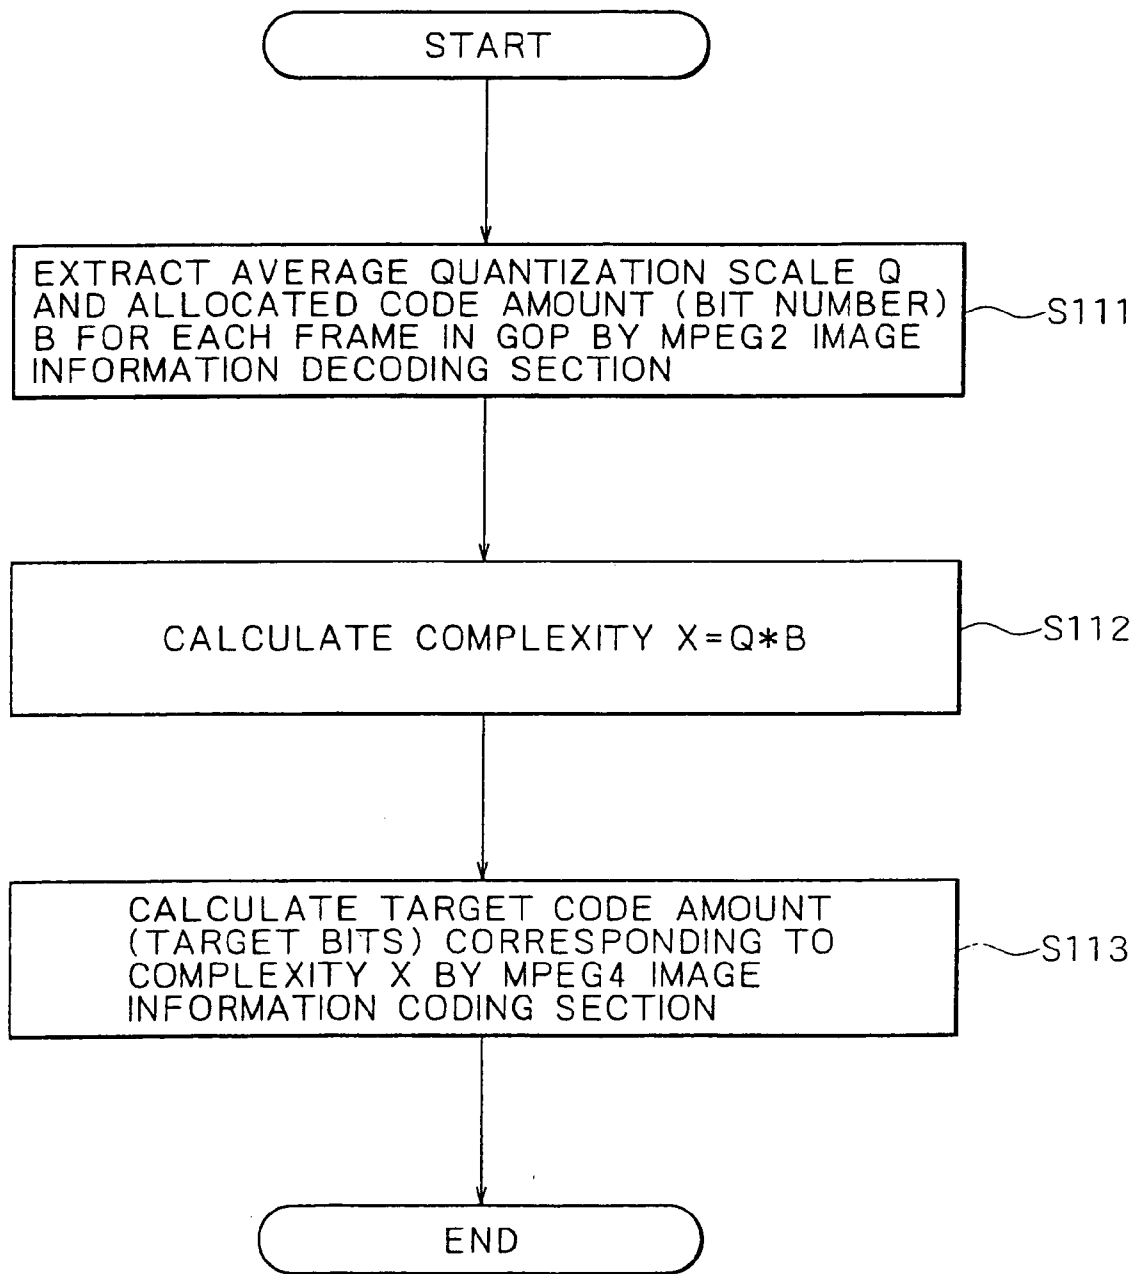 START
EXTRACT AVERAGE QUANTIZATION SCALE Q
AND ALLOCATED CODE AMOUNT (BIT NUMBER)
B FOR EACH FRAME IN GOP BY MPEG2 IMAGE
INFORMATION DECODING SECTION
S111
CALCULATE COMPLEXITY X=Q*B
S112
CALCULATE TARGET CODE AMOUNT
(TARGET BITS) CORRESPONDING TO
COMPLEXITY X BY MPEG4 IMAGE
INFORMATION CODING SECTION
S113
END